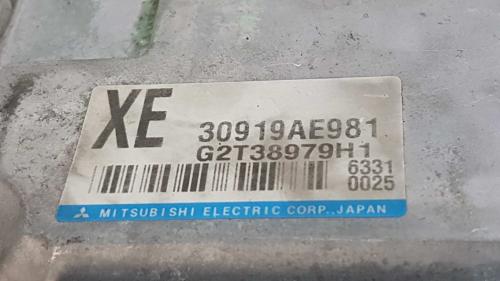 XE
30919AE981
G2T38979H1
6331
0025
MITSUBISHI ELECTRIC CORP., JAPAN